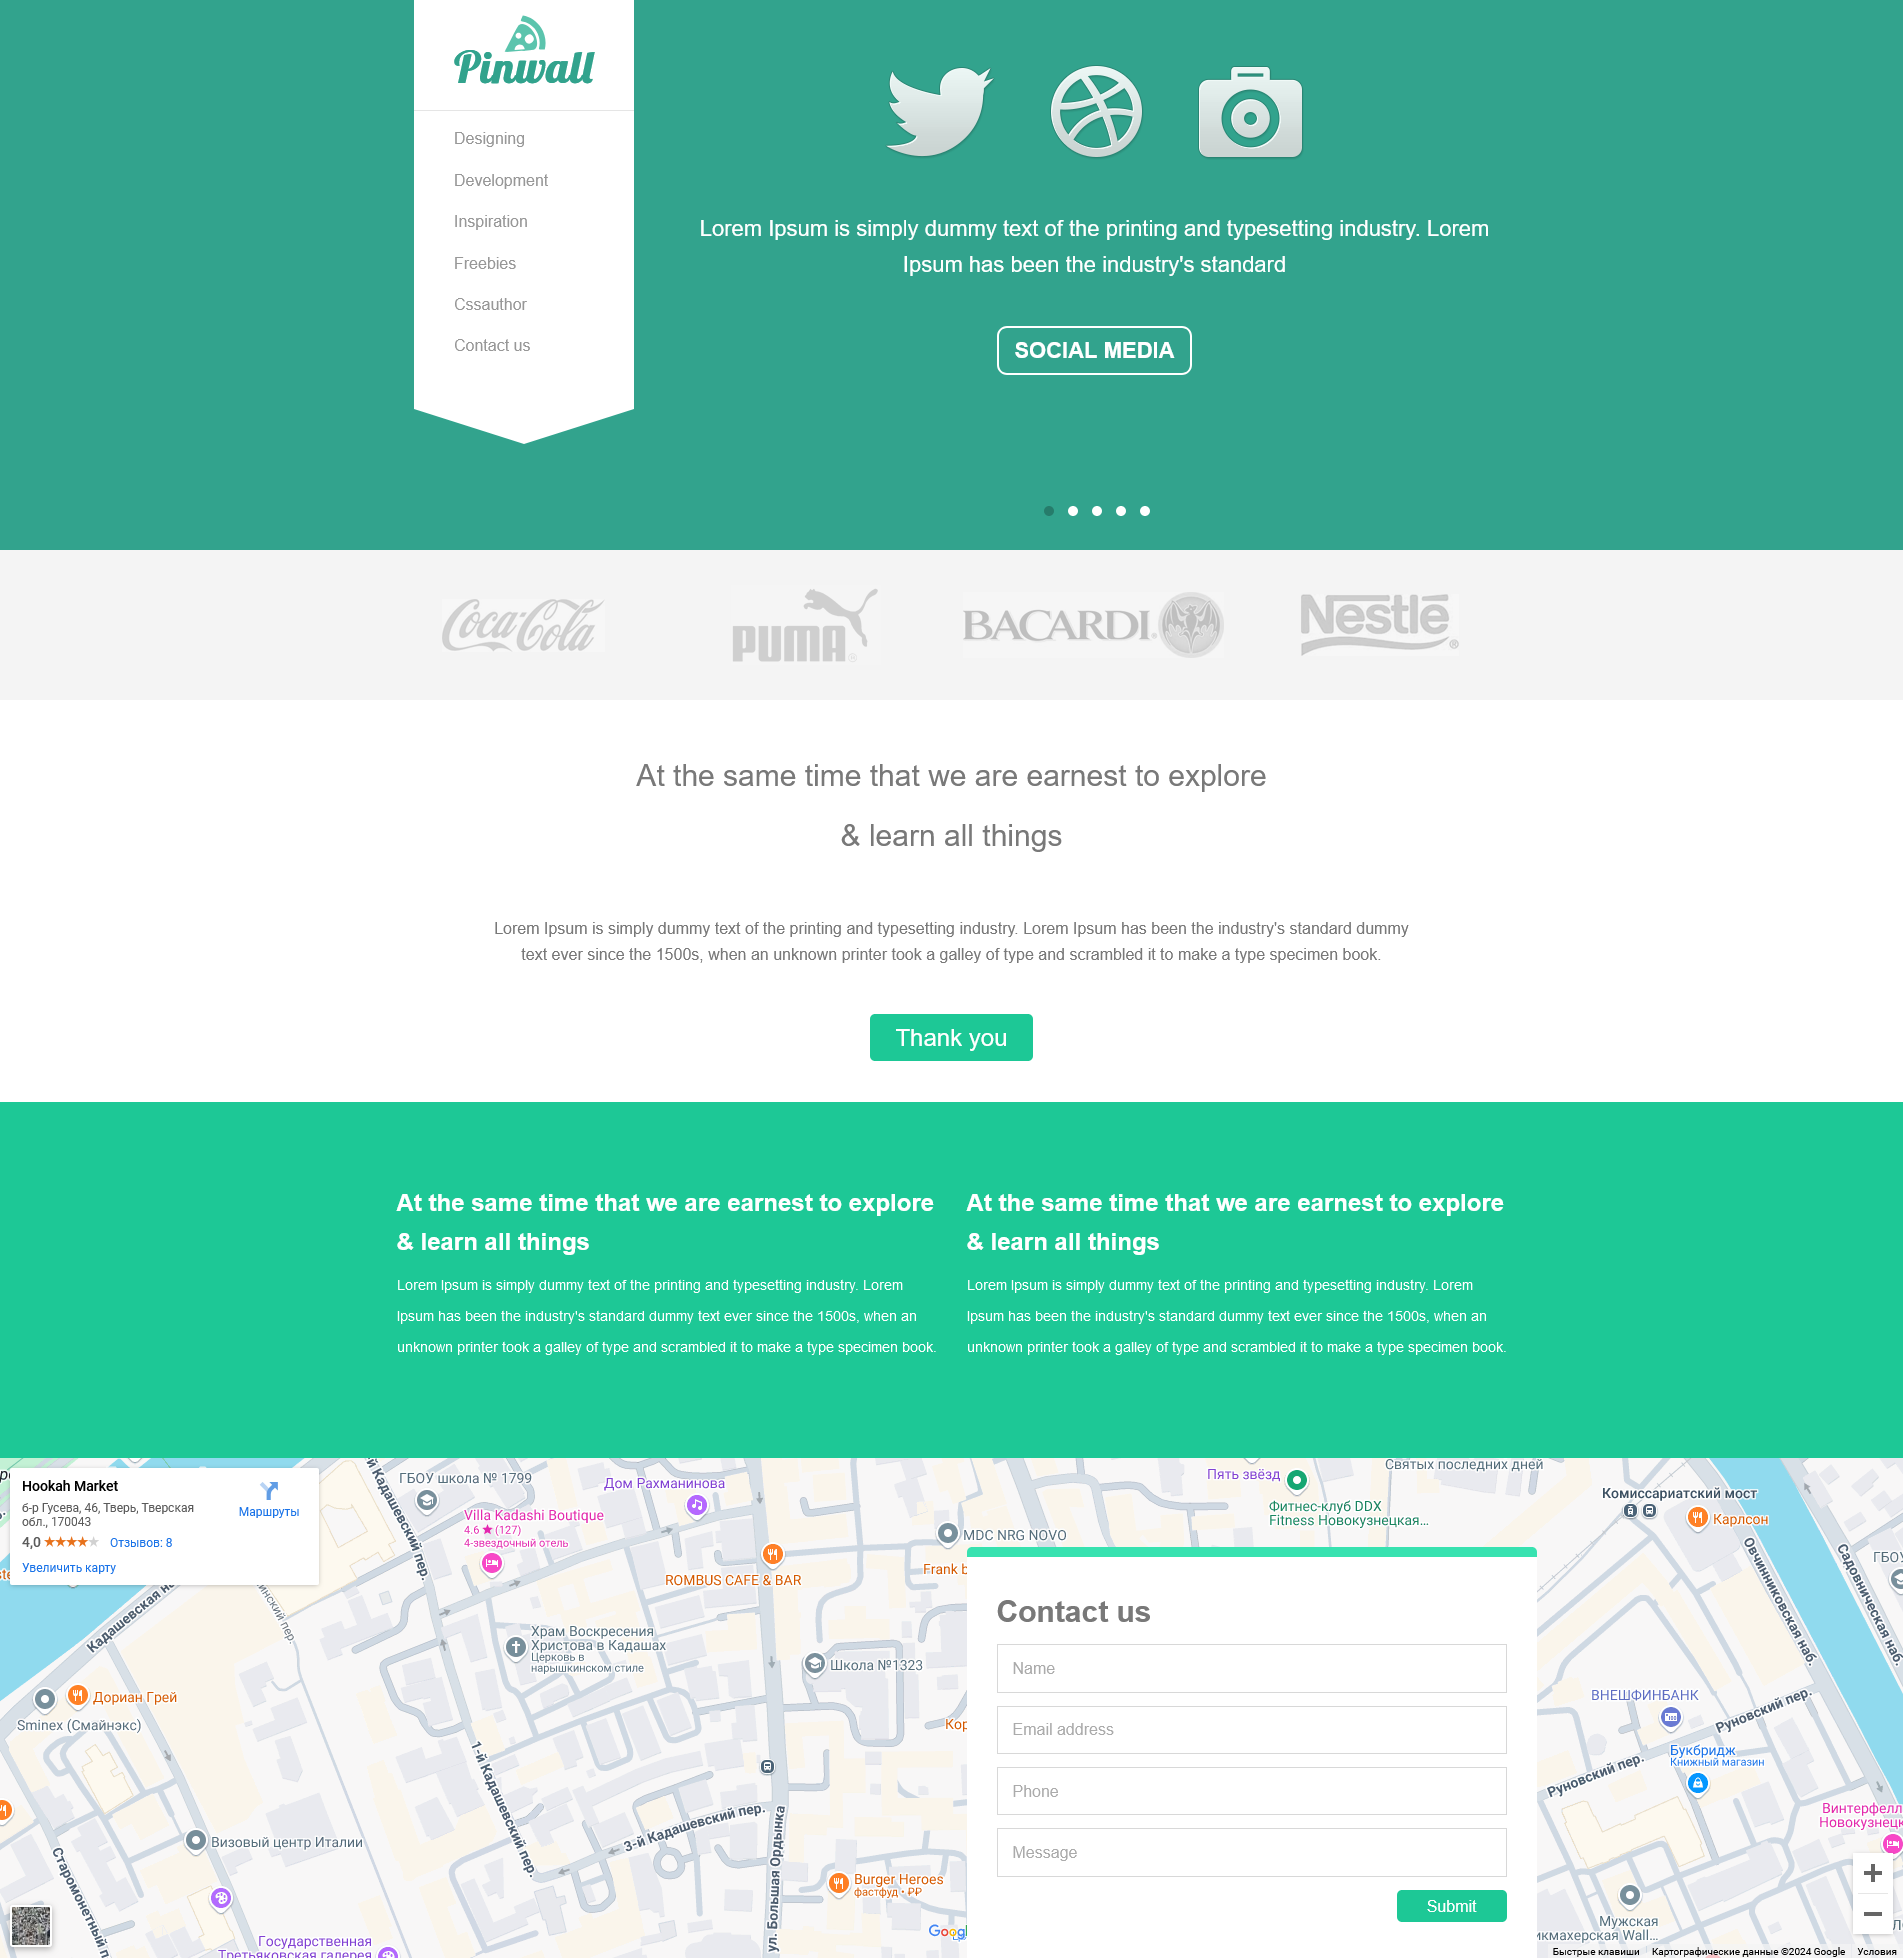 Pinwall
Designing
Development
Inspiration
Freebies
Cssauthor
Contact us
Lorem Ipsum is simply dummy text of the printing and typesetting industry. Lorem
Ipsum has been the industry's standard
SOCIAL MEDIA
Coca-Cola
PUMA®
BACARDI®
Nestlé®
At the same time that we are earnest to explore
& learn all things
Lorem Ipsum is simply dummy text of the printing and typesetting industry. Lorem Ipsum has been the industry's standard dummy
text ever since the 1500s, when an unknown printer took a galley of type and scrambled it to make a type specimen book.
Thank you
At the same time that we are earnest to explore
& learn all things
Lorem Ipsum is simply dummy text of the printing and typesetting industry. Lorem
Ipsum has been the industry's standard dummy text ever since the 1500s, when an
unknown printer took a galley of type and scrambled it to make a type specimen book.
At the same time that we are earnest to explore
& learn all things
Lorem Ipsum is simply dummy text of the printing and typesetting industry. Lorem
Ipsum has been the industry's standard dummy text ever since the 1500s, when an
unknown printer took a galley of type and scrambled it to make a type specimen book.
Hookah Market
б-р Гусева, 46, Тверь, Тверская
обл., 170043
Маршруты
4,0
Отзывов: 8
Увеличить карту
й Кадашевский пер.
ГБОУ школа № 1799
Дом Рахманинова
Villa Kadashi Boutique
4.6 ★ (127)
4-звездочный отель
ROMBUS CAFE & BAR
MDC NRG NOVO
Frank b
Пять звёзд
Святых последних дней
Фитнес-клуб DDX
Fitness Новокузнецкая...
Комиссариатский мост
Карлсон
Овчинниковская наб.
Садовническая наб.
ГБОУ
Кадашевская на
инский пер.
Храм Воскресения
Христова в Кадашах
Церковь в
нарышкинском стиле
Школа №1323
Дориан Грей
Sminex (Смайнэкс)
Кор
1-й Кадашевский пер.
3-й Кадашевский пер.
ул. Большая Ордынка
Визовый центр Италии
Старомонетный п
Burger Heroes
фастфуд • ₽₽
Государственная
Третьяковская галерея
Google
Contact us
Name
Email address
Phone
Message
Submit
ВНЕШФИНБАНК
Руновский пер.
Букбридж
Книжный магазин
Руновский пер.
Винтерфелл
Новокузнецк
Мужская
икмахерская Wall...
Быстрые клавиши
Картографические данные ©2024 Google
Условия